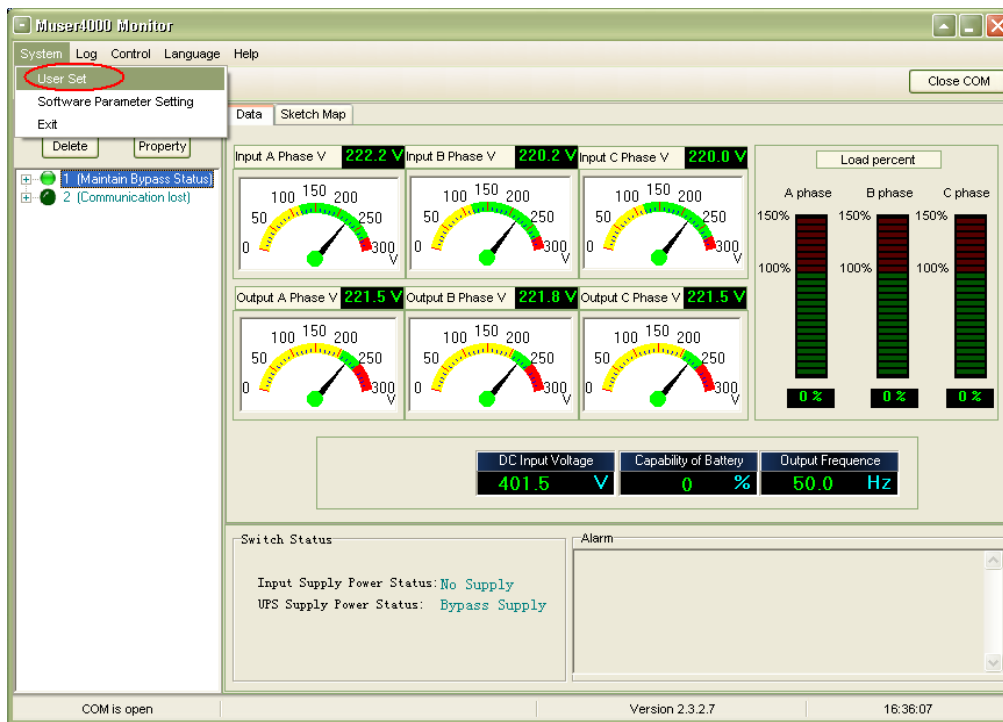 Muser4000 Monitor
System Log Control Language Help
User Set
Software Parameter Setting
Exit
Close COM
Delete Property
1 (Maintain Bypass Status)
2 (Communication lost)
Data Sketch Map
Input A Phase V 222.2 V Input B Phase V 220.2 V Input C Phase V 220.0 V
0 50 100 150 200 250 300 V
0 50 100 150 200 250 300 V
0 50 100 150 200 250 300 V
Output A Phase V 221.5 V Output B Phase V 221.8 V Output C Phase V 221.5 V
0 50 100 150 200 250 300 V
0 50 100 150 200 250 300 V
0 50 100 150 200 250 300 V
Load percent
A phase B phase C phase
150% 150% 150%
100% 100% 100%
0 % 0 % 0 %
DC Input Voltage Capability of Battery Output Frequence
401.5 V 0 % 50.0 Hz
Switch Status
Input Supply Power Status: No Supply
UPS Supply Power Status: Bypass Supply
Alarm
COM is open Version 2.3.2.7 16:36:07